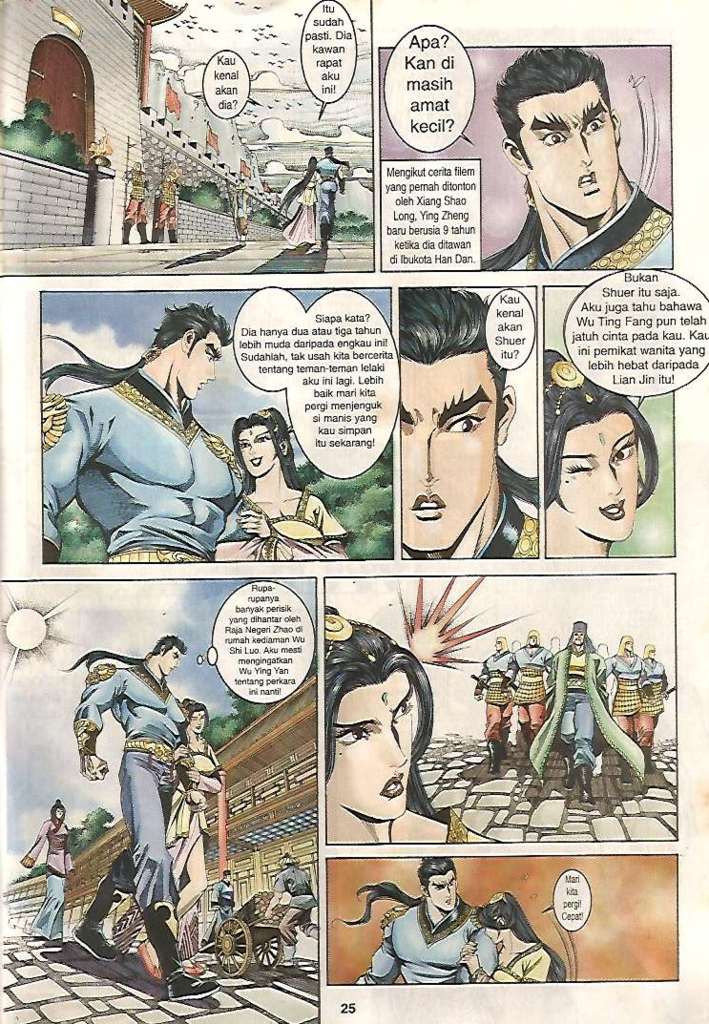 Kau
kenal
akan
dia?
Itu
sudah
pasti. Dia
kawan
rapat
aku
ini!
Apa?
Kan di
masih
amat
kecil?
Mengikut cerita filem
yang pernah ditonton
oleh Xiang Shao
Long, Ying Zheng
baru berusia 9 tahun
ketika dia ditawan
di Ibukota Han Dan.
Siapa kata?
Dia hanya dua atau tiga tahun
lebih muda daripada engkau ini!
Sudahlah, tak usah kau bercerita
tentang teman-teman
aku ini lagi. Lebih
baik mari kita
pergi menjenguk
si manis yang
kau simpan
itu sekarang!
Kau
kenal
akan
Shuer
itu?
Bukan
Shuer itu saja.
Aku juga tahu bahawa
Wu Ting Fang pun telah
jatuh cinta pada kau. Kau
ini pemikat wanita yang
lebih hebat daripada
Lian Jin itu!
Rupa-
rupanya
banyak perisik
yang dihantar oleh
Raja Negeri Zhao di
rumah kediaman Wu
Shi Luo. Aku mesti
mengingatkan
Wu Ying Yan
tentang perkara
ini nanti!
Mari
kita
pergi!
Cepat!
25